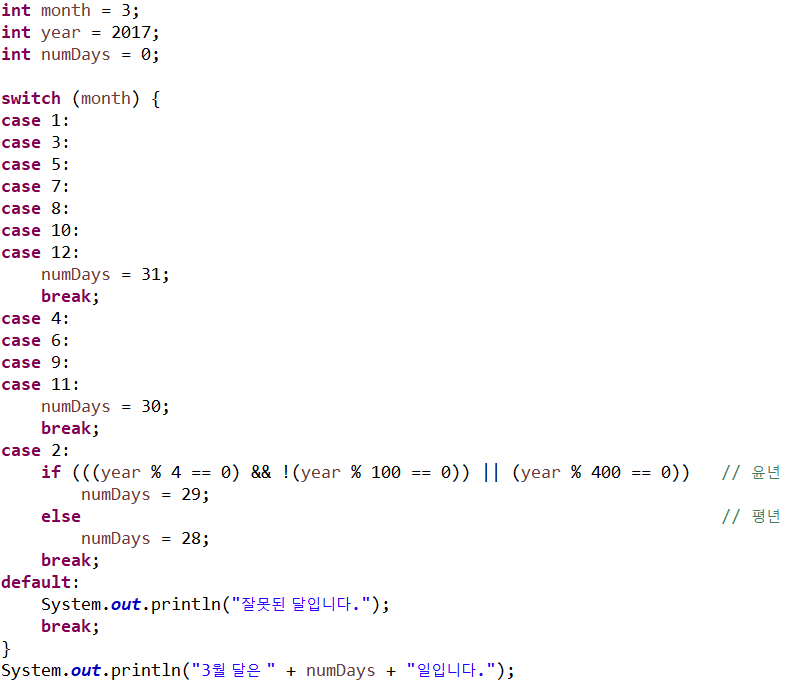 int month = 3;
int year = 2017;
int numDays = 0;
switch (month) {
case 1:
case 3:
case 5:
case 7:
case 8:
case 10:
case 12:
    numDays = 31;
    break;
case 4:
case 6:
case 9:
case 11:
    numDays = 30;
    break;
case 2:
    if (((year % 4 == 0) && !(year % 100 == 0)) || (year % 400 == 0))   // 윤년
        numDays = 29;
    else                                                                // 평년
        numDays = 28;
    break;
default:
    System.out.println("잘못된 달입니다.");
    break;
}
System.out.println("3월 달은 " + numDays + "일입니다.");